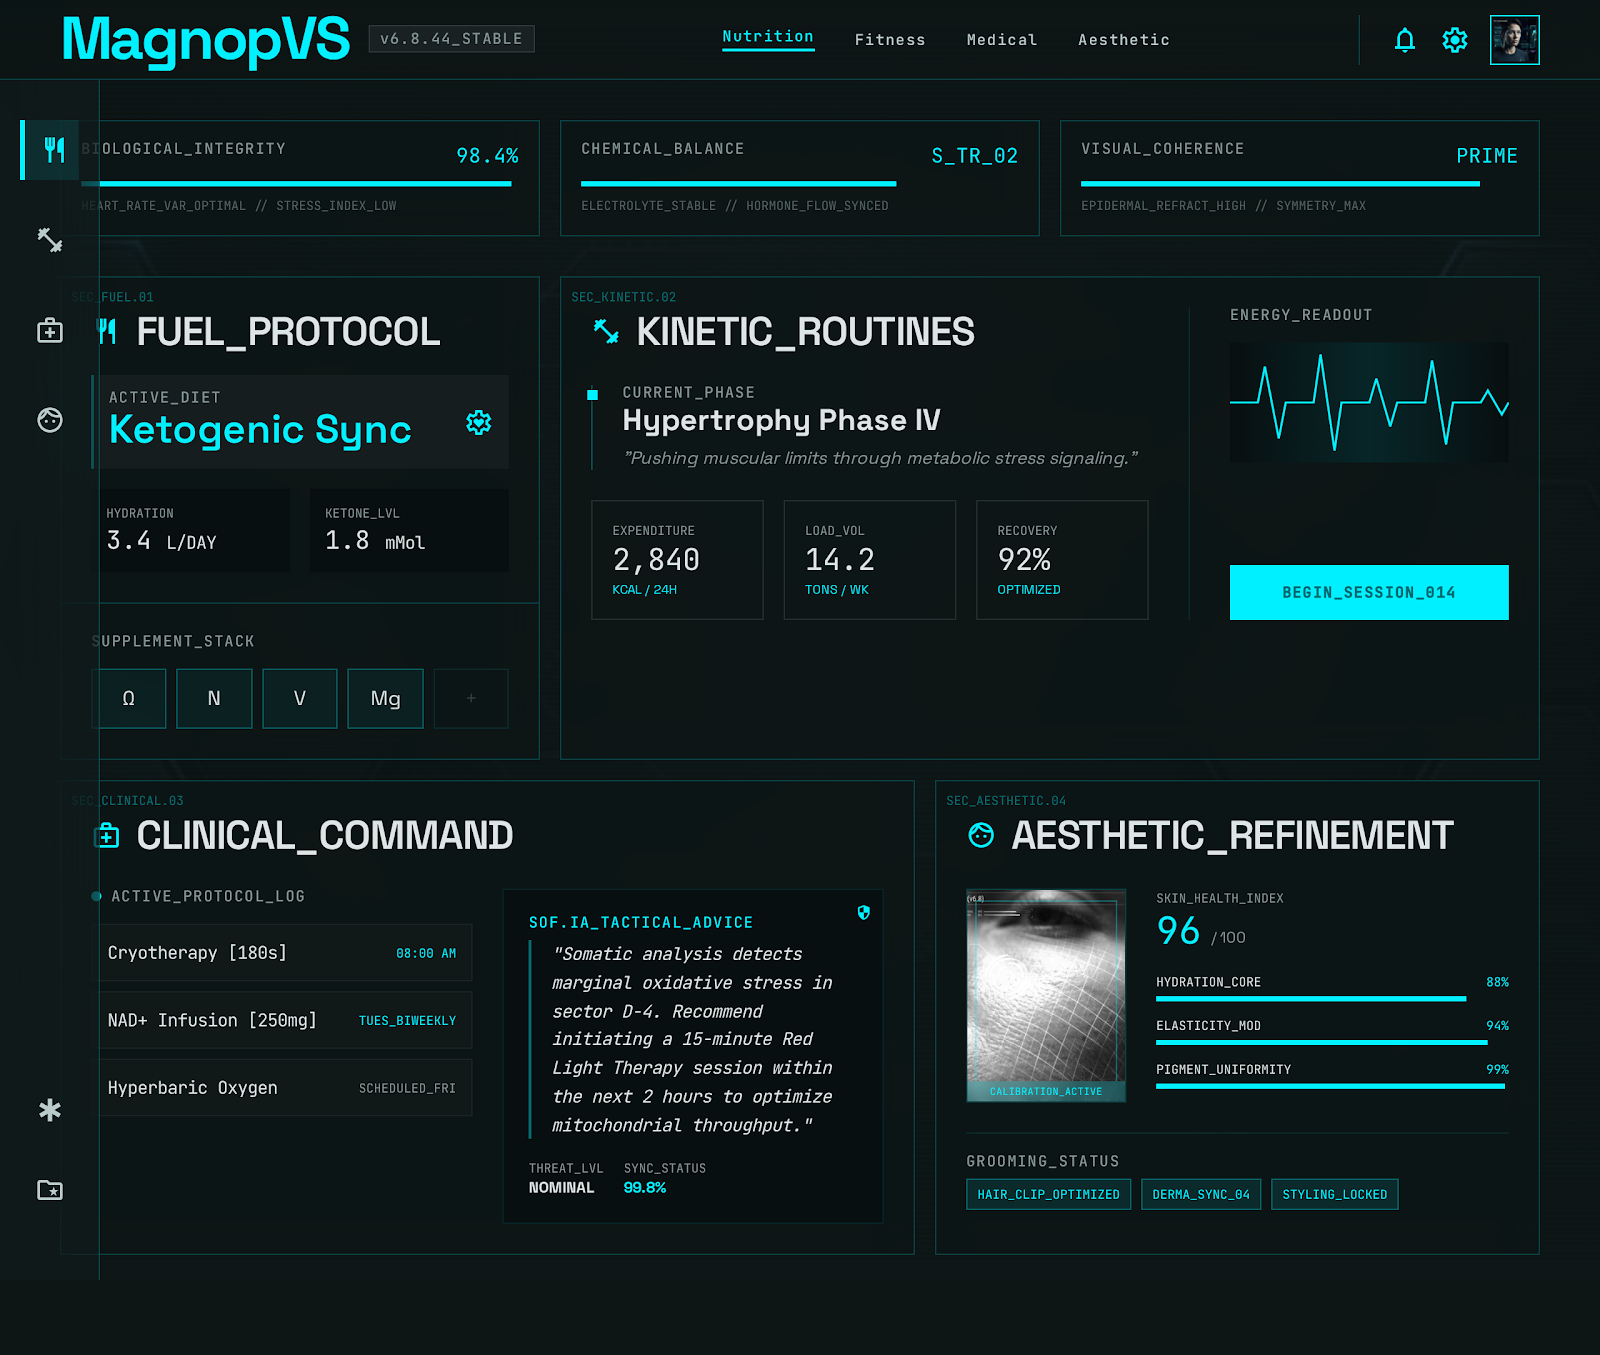 MagnopVS
v6.8.44_STABLE
Nutrition
Fitness
Medical
Aesthetic
BIOLOGICAL_INTEGRITY
98.4%
HEART_RATE_VAR_OPTIMAL // STRESS_INDEX_LOW
CHEMICAL_BALANCE
S_TR_02
ELECTROLYTE_STABLE // HORMONE_FLOW_SYNCED
VISUAL_COHERENCE
PRIME
EPIDERMAL_REFRACT_HIGH // SYMMETRY_MAX
SEC_FUEL.01
FUEL_PROTOCOL
ACTIVE_DIET
Ketogenic Sync
HYDRATION
3.4 L/DAY
KETONE_LVL
1.8 mMol
SUPPLEMENT_STACK
Ω
N
V
Mg
+
SEC_KINETIC.02
KINETIC_ROUTINES
CURRENT_PHASE
Hypertrophy Phase IV
"Pushing muscular limits through metabolic stress signaling."
EXPENDITURE
2,840
KCAL / 24H
LOAD_VOL
14.2
TONS / WK
RECOVERY
92%
OPTIMIZED
ENERGY_READOUT
BEGIN_SESSION_014
SEC_CLINICAL.03
CLINICAL_COMMAND
ACTIVE_PROTOCOL_LOG
Cryotherapy [180s]
08:00 AM
NAD+ Infusion [250mg]
TUES_BIWEEKLY
Hyperbaric Oxygen
SCHEDULED_FRI
SOF.IA_TACTICAL_ADVICE
"Somatic analysis detects
marginal oxidative stress in
sector D-4. Recommend
initiating a 15-minute Red
Light Therapy session within
the next 2 hours to optimize
mitochondrial throughput."
THREAT_LVL
NOMINAL
SYNC_STATUS
99.8%
SEC_AESTHETIC.04
AESTHETIC_REFINEMENT
(v6.8)
CALIBRATION_ACTIVE
SKIN_HEALTH_INDEX
96 /100
HYDRATION_CORE
88%
ELASTICITY_MOD
94%
PIGMENT_UNIFORMITY
99%
GROOMING_STATUS
HAIR_CLIP_OPTIMIZED
DERMA_SYNC_04
STYLING_LOCKED